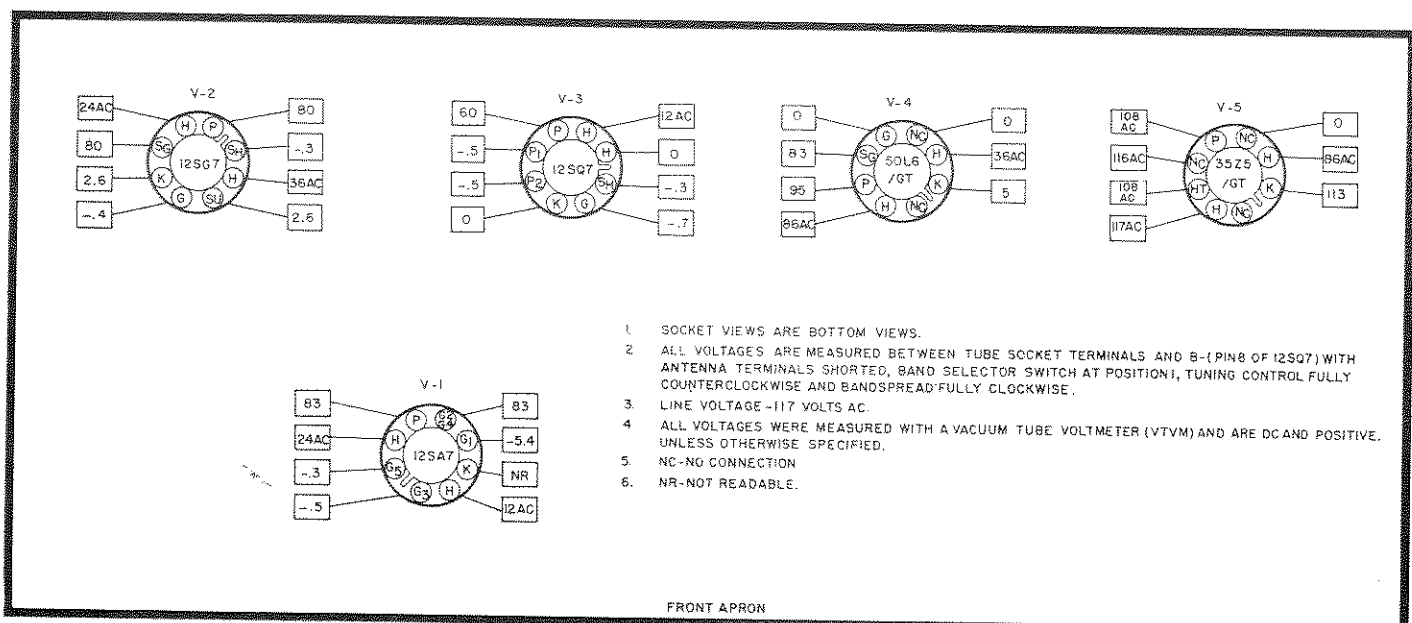 V-2
24AC
80
2.6
-.4
H
P
SG
SH
12SG7
K
H
G
SU
80
-.3
36AC
2.6
V-3
60
-.5
-.5
0
P
H
P1
H
12SQ7
P2
SH
K
G
12AC
0
-.3
-.7
V-4
0
83
95
86AC
G
NC
SG
H
50L6
/GT
P
K
H
NC
0
36AC
5
V-5
108
AC
116AC
108
AC
117AC
P
NC
NC
H
35Z5
/GT
HT
K
H
NC
0
86AC
113
V-1
83
24AC
-.3
-.5
P
G2
G4
H
G1
12SA7
G5
K
G3
H
83
-5.4
NR
12AC
1. SOCKET VIEWS ARE BOTTOM VIEWS.
2 ALL VOLTAGES ARE MEASURED BETWEEN TUBE SOCKET TERMINALS AND B-(PIN8 OF 12SQ7) WITH
ANTENNA TERMINALS SHORTED, BAND SELECTOR SWITCH AT POSITION1, TUNING CONTROL FULLY
COUNTERCLOCKWISE AND BANDSPREAD FULLY CLOCKWISE.
3. LINE VOLTAGE-117 VOLTS AC.
4 ALL VOLTAGES WERE MEASURED WITH A VACUUM TUBE VOLTMETER (VTVM) AND ARE DC AND POSITIVE,
UNLESS OTHERWISE SPECIFIED.
5. NC-NO CONNECTION
6. NR-NOT READABLE.
FRONT APRON